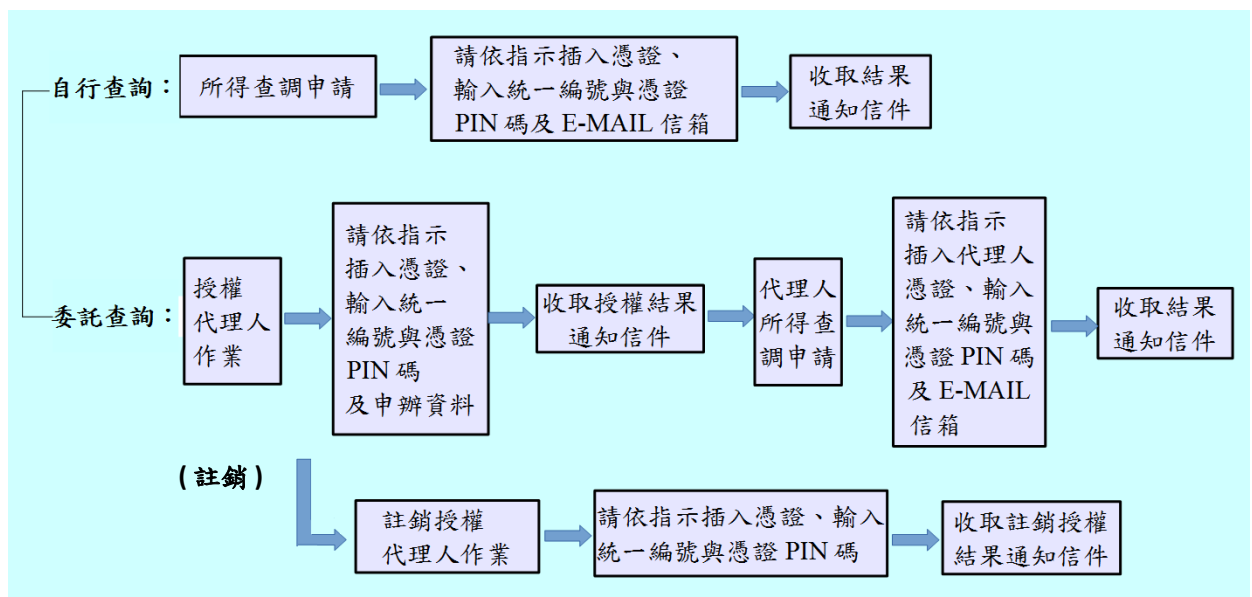 自行查詢：
所得查調申請
請依指示插入憑證、
輸入統一編號與憑證
PIN 碼及 E-MAIL 信箱
收取結果
通知信件
委託查詢：
授權
代理人
作業
請依指示
插入憑證、
輸入統一
編號與憑證
PIN 碼
及申辦資料
收取授權結果
通知信件
代理人
所得查
調申請
請依指示
插入代理人
憑證、輸入
統一編號與
憑證 PIN 碼
及 E-MAIL
信箱
收取結果
通知信件
(註銷)
註銷授權
代理人作業
請依指示插入憑證、輸入
統一編號與憑證 PIN 碼
收取註銷授權
結果通知信件